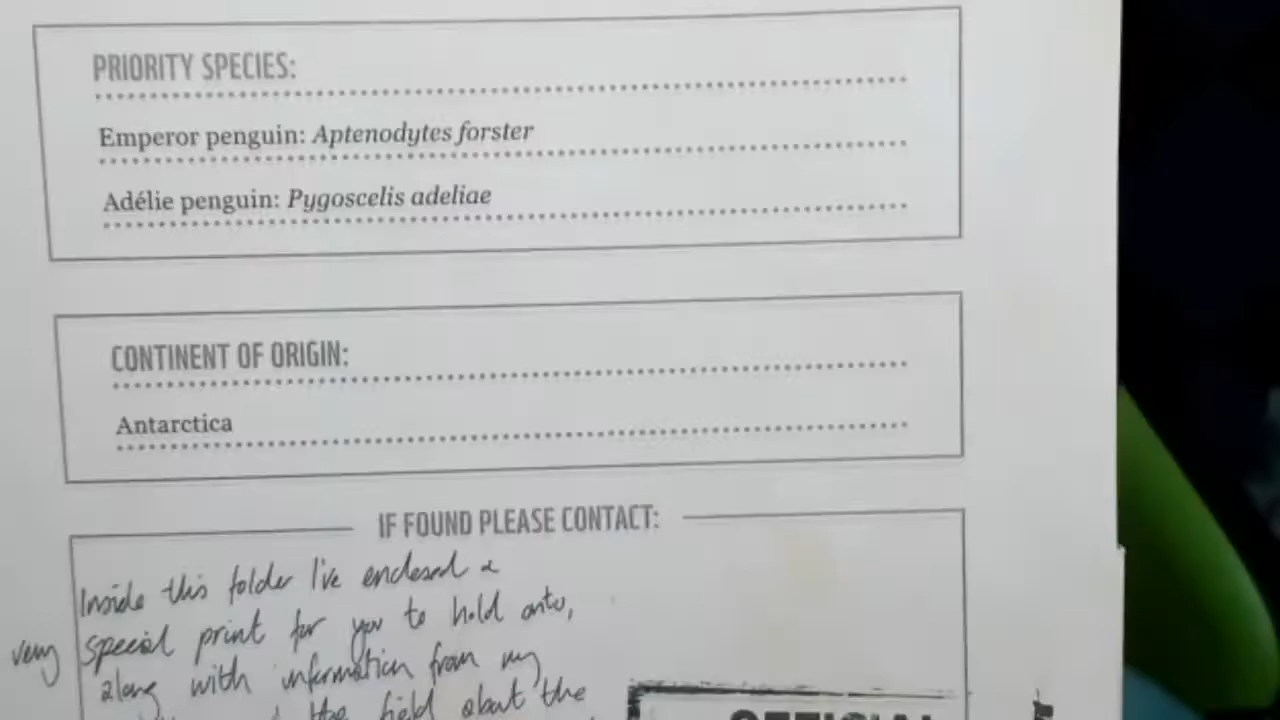 PRIORITY SPECIES:
Emperor penguin: Aptenodytes forster
Adélie penguin: Pygoscelis adeliae
CONTINENT OF ORIGIN:
Antarctica
IF FOUND PLEASE CONTACT:
Inside this folder I've enclosed a
very special print for you to hold onto,
along with information from my
the field about the
OFFICIAL